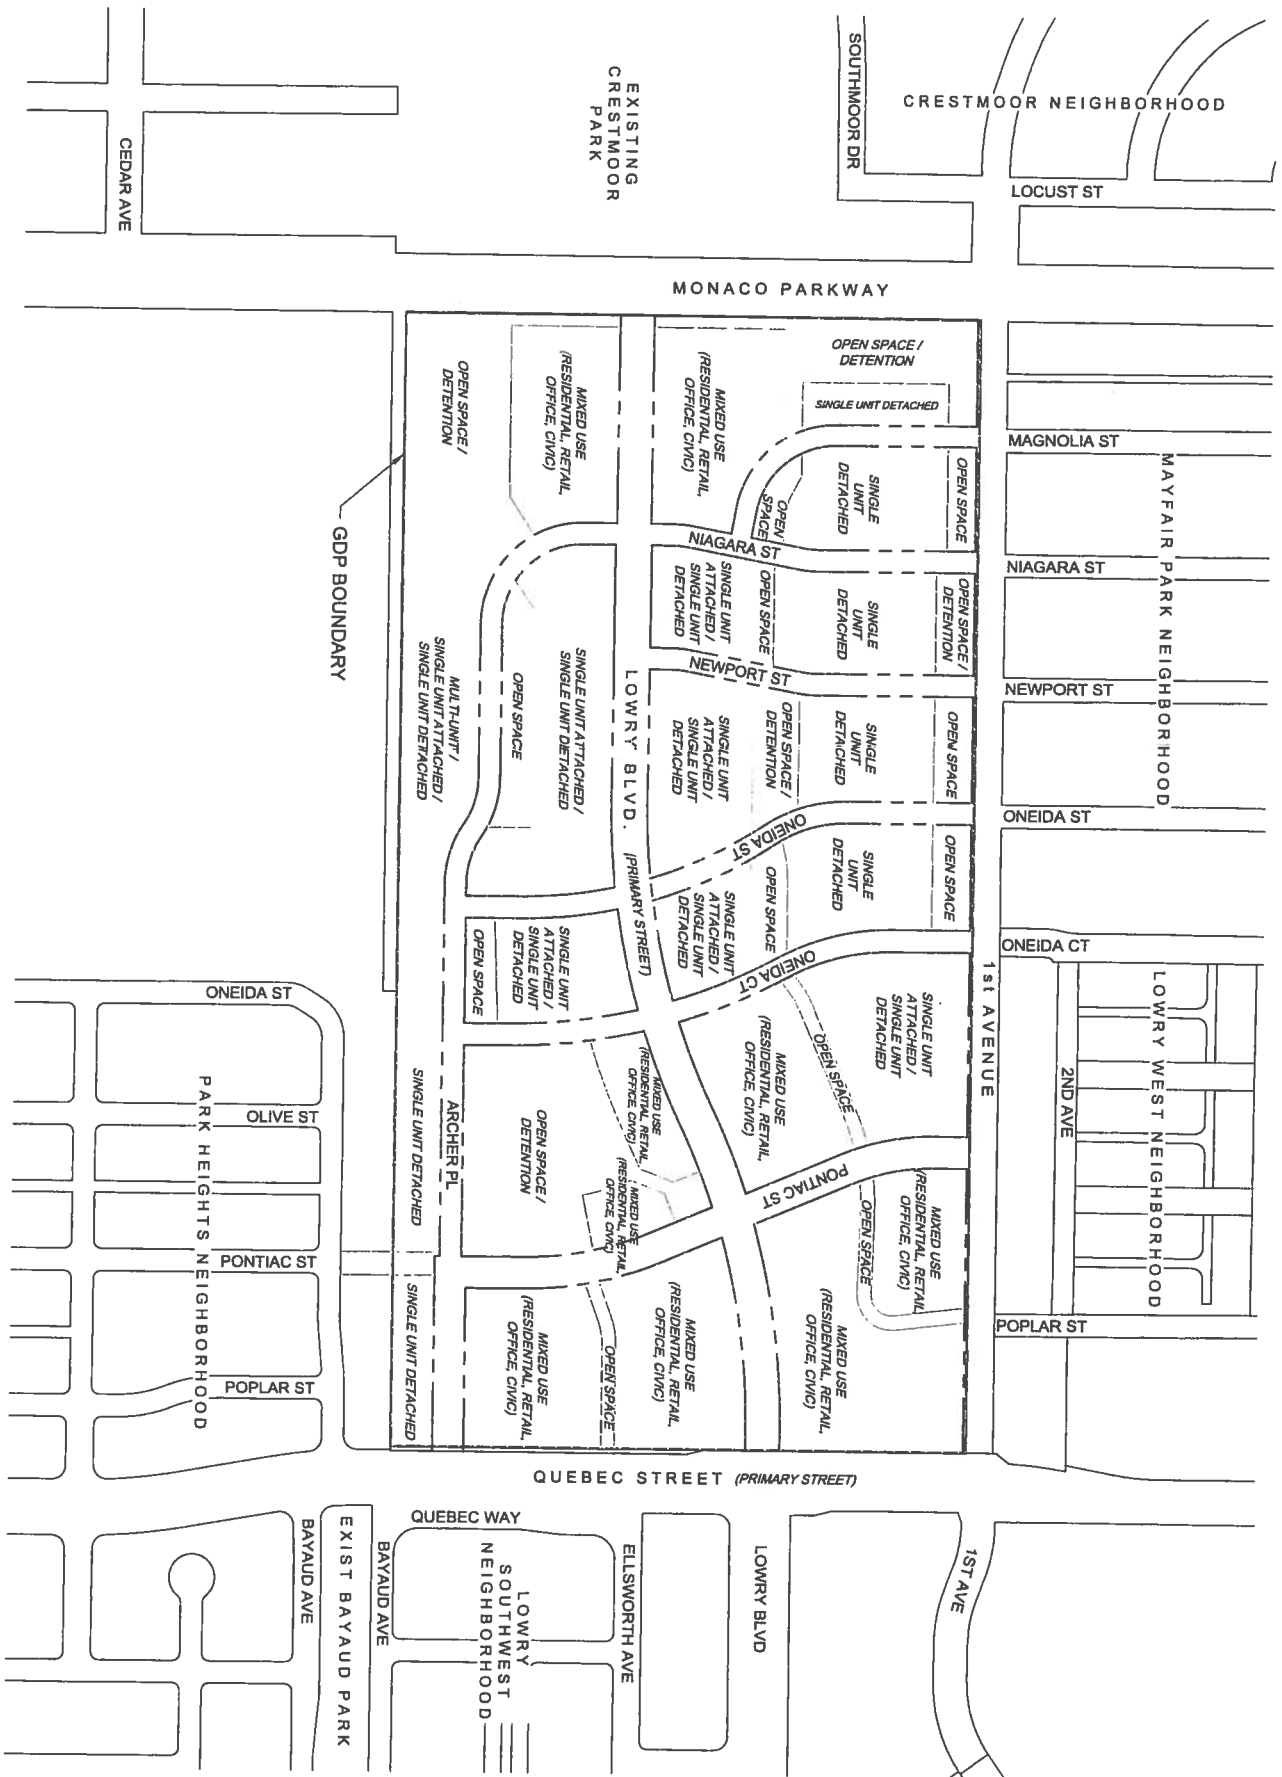 CRESTMOOR NEIGHBORHOOD
SOUTHMOOR DR
EXISTING
CRESTMOOR
PARK
CEDAR AVE
LOCUST ST
MONACO PARKWAY
OPEN SPACE /
DETENTION
SINGLE UNIT DETACHED
MIXED USE
(RESIDENTIAL, RETAIL,
OFFICE, CIVIC)
MIXED USE
(RESIDENTIAL, RETAIL,
OFFICE, CIVIC)
OPEN SPACE /
DETENTION
MAGNOLIA ST
MAYFAIR PARK NEIGHBORHOOD
OPEN SPACE
SINGLE
UNIT
DETACHED
OPEN
SPACE
NIAGARA ST
NIAGARA ST
GDP BOUNDARY
OPEN SPACE /
DETENTION
SINGLE
UNIT
DETACHED
OPEN SPACE
SINGLE UNIT
ATTACHED /
SINGLE UNIT
DETACHED
NEWPORT ST
NEWPORT ST
LOWRY BLVD.
(PRIMARY STREET)
SINGLE UNIT ATTACHED /
SINGLE UNIT DIETACHED
OPEN SPACE
MULTI-UNIT /
SINGLE UNIT ATTACHED /
SINGLE UNIT DETACHED
OPEN SPACE
SINGLE
UNIT
DETACHED
OPEN SPACE /
DETENTION
SINGLE UNIT
ATTACHED /
SINGLE UNIT
DETACHED
ONEIDA ST
ONEIDA ST
OPEN SPACE
SINGLE
UNIT
DETACHED
OPEN SPACE
SINGLE UNIT
ATTACHED /
SINGLE UNIT
DETACHED
ONEIDA CT
ONEIDA CT
SINGLE UNIT
ATTACHED /
SINGLE UNIT
DETACHED
OPEN SPACE
1st AVENUE
2ND AVE
LOWRY WEST NEIGHBORHOOD
SINGLE UNIT
ATTACHED /
SINGLE UNIT
DETACHED
OPEN SPACE
MIXED USE
(RESIDENTIAL, RETAIL,
OFFICE, CIVIC)
MIXED USE
(RESIDENTIAL, RETAIL,
OFFICE, CIVIC)
OPEN SPACE /
DETENTION
MIXED USE
(RESIDENTIAL, RETAIL,
OFFICE, CIVIC)
ARCHER PL
SINGLE UNIT DETACHED
ONEIDA ST
OLIVE ST
PARK HEIGHTS NEIGHBORHOOD
PONTIAC ST
PONTIAC ST
MIXED USE
(RESIDENTIAL, RETAIL,
OFFICE, CIVIC)
OPEN SPACE
MIXED USE
(RESIDENTIAL, RETAIL,
OFFICE, CIVIC)
MIXED USE
(RESIDENTIAL, RETAIL,
OFFICE, CIVIC)
OPEN SPACE
MIXED USE
(RESIDENTIAL, RETAIL,
OFFICE, CIVIC)
SINGLE UNIT DETACHED
POPLAR ST
POPLAR ST
QUEBEC STREET (PRIMARY STREET)
QUEBEC WAY
BAYAUD AVE
EXIST BAYAUD PARK
BAYAUD AVE
LOWRY
SOUTHWEST
NEIGHBORHOOD
ELLSWORTH AVE
LOWRY BLVD
1ST AVE